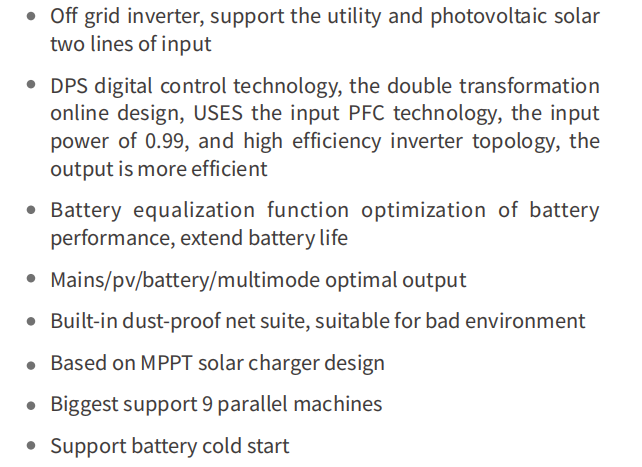 • Off grid inverter, support the utility and photovoltaic solar
two lines of input
• DPS digital control technology, the double transformation
online design, USES the input PFC technology, the input
power of 0.99, and high efficiency inverter topology, the
output is more efficient
• Battery equalization function optimization of battery
performance, extend battery life
• Mains/pv/battery/multimode optimal output
• Built-in dust-proof net suite, suitable for bad environment
• Based on MPPT solar charger design
• Biggest support 9 parallel machines
• Support battery cold start